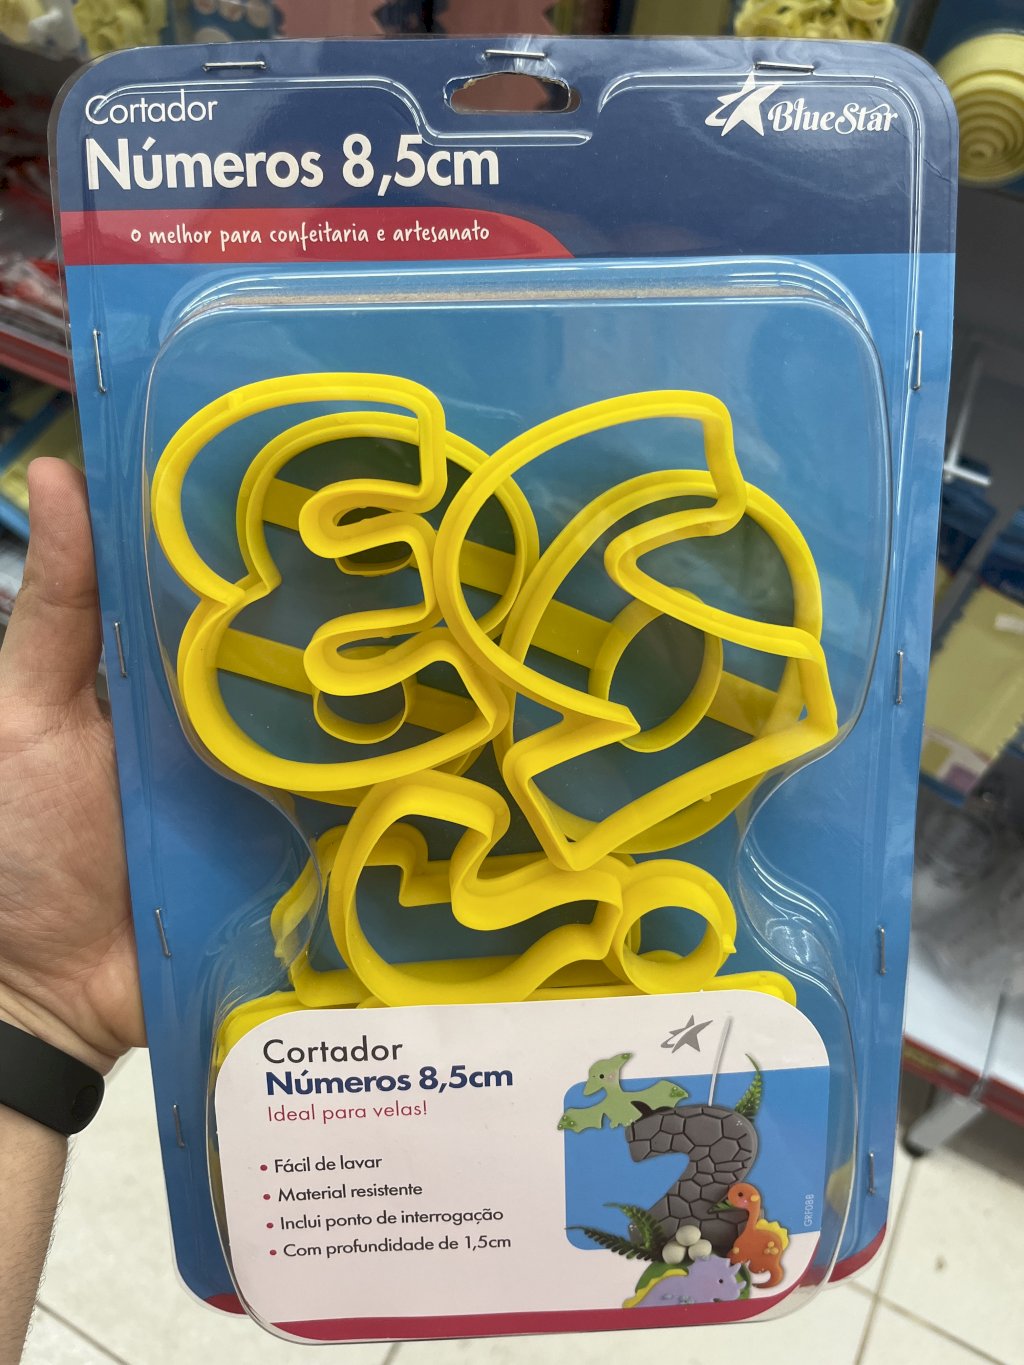 Cortador
Números 8,5cm
BlueStar
o melhor para confeitaria e artesanato
Cortador
Números 8,5cm
Ideal para velas!
• Fácil de lavar
• Material resistente
• Inclui ponto de interrogação
• Com profundidade de 1,5cm
GRF08B